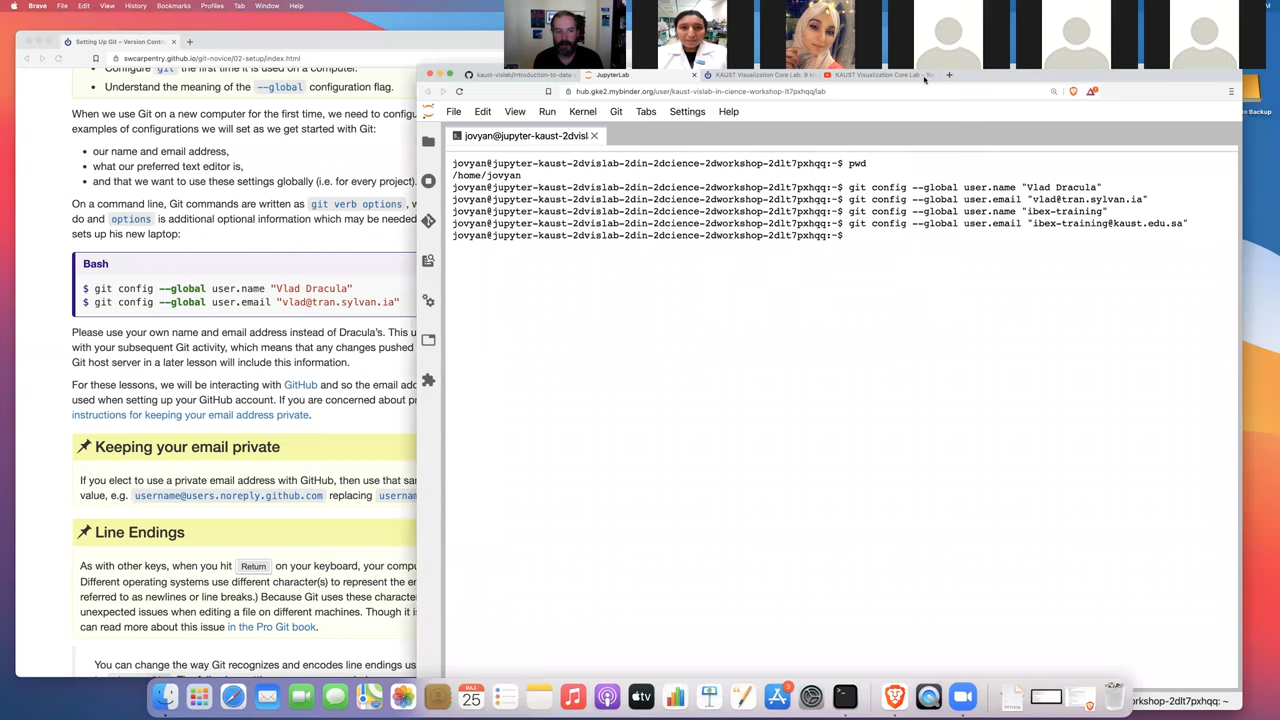 Brave File Edit View History Bookmarks Profiles Tab Window Help
Setting Up Git – Version Contr
swcarpentry.github.io/git-novice/02-setup/index.html
Configure git the first time it is used on a computer.
Understand the meaning of the --global configuration flag.
When we use Git on a new computer for the first time, we need to configu
examples of configurations we will set as we get started with Git:
our name and email address,
what our preferred text editor is,
and that we want to use these settings globally (i.e. for every project).
On a command line, Git commands are written as git verb options, w
do and options is additional optional information which may be needed
sets up his new laptop:
Bash
$ git config --global user.name "Vlad Dracula"
$ git config --global user.email "vlad@tran.sylvan.ia"
Please use your own name and email address instead of Dracula's. This u
with your subsequent Git activity, which means that any changes pushed
Git host server in a later lesson will include this information.
For these lessons, we will be interacting with GitHub and so the email add
used when setting up your GitHub account. If you are concerned about pr
instructions for keeping your email address private.
Keeping your email private
If you elect to use a private email address with GitHub, then use that sa
value, e.g. username@users.noreply.github.com replacing usernam
Line Endings
As with other keys, when you hit Return on your keyboard, your compu
Different operating systems use different character(s) to represent the en
referred to as newlines or line breaks.) Because Git uses these character
unexpected issues when editing a file on different machines. Though it is
can read more about this issue in the Pro Git book.
You can change the way Git recognizes and encodes line endings us
kaust-vislab/introduction-to-data-
JupyterLab
KAUST Visualization Core Lab: 9 M
KAUST Visualization Core Lab -
hub.gke2.mybinder.org/user/kaust-vislab-in-cience-workshop-lt7pxhqq/lab
File Edit View Run Kernel Git Tabs Settings Help
jovyan@jupyter-kaust-2dvisl
jovyan@jupyter-kaust-2dvislab-2din-2dcience-2dworkshop-2dlt7pxhqq:~$ pwd
/home/jovyan
jovyan@jupyter-kaust-2dvislab-2din-2dcience-2dworkshop-2dlt7pxhqq:~$ git config --global user.name "Vlad Dracula"
jovyan@jupyter-kaust-2dvislab-2din-2dcience-2dworkshop-2dlt7pxhqq:~$ git config --global user.email "vlad@tran.sylvan.ia"
jovyan@jupyter-kaust-2dvislab-2din-2dcience-2dworkshop-2dlt7pxhqq:~$ git config --global user.name "ibex-training"
jovyan@jupyter-kaust-2dvislab-2din-2dcience-2dworkshop-2dlt7pxhqq:~$ git config --global user.email "ibex-training@kaust.edu.sa"
jovyan@jupyter-kaust-2dvislab-2din-2dcience-2dworkshop-2dlt7pxhqq:~$
Backup
25
tv
3
orkshop-2dlt7pxhqq: ~